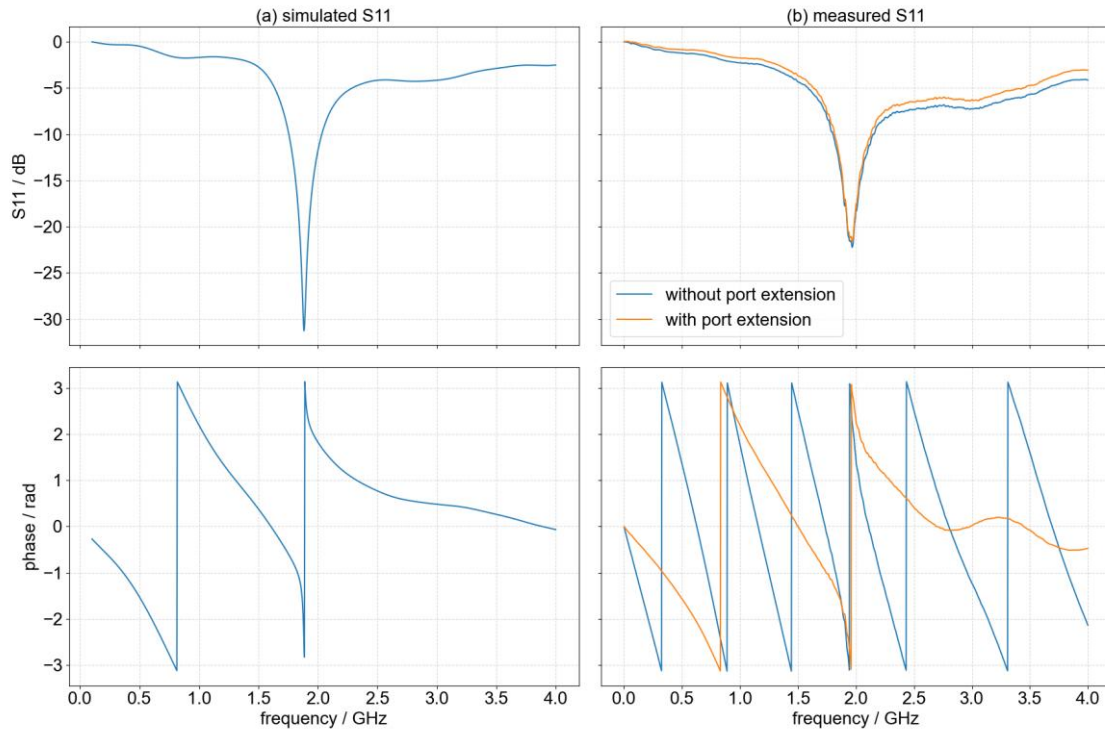 (a) simulated S11
(b) measured S11
S11 / dB
0
−5
−10
−15
−20
−25
−30
without port extension
with port extension
phase / rad
3
2
1
0
−1
−2
−3
0.0 0.5 1.0 1.5 2.0 2.5 3.0 3.5 4.0
frequency / GHz
0.0 0.5 1.0 1.5 2.0 2.5 3.0 3.5 4.0
frequency / GHz